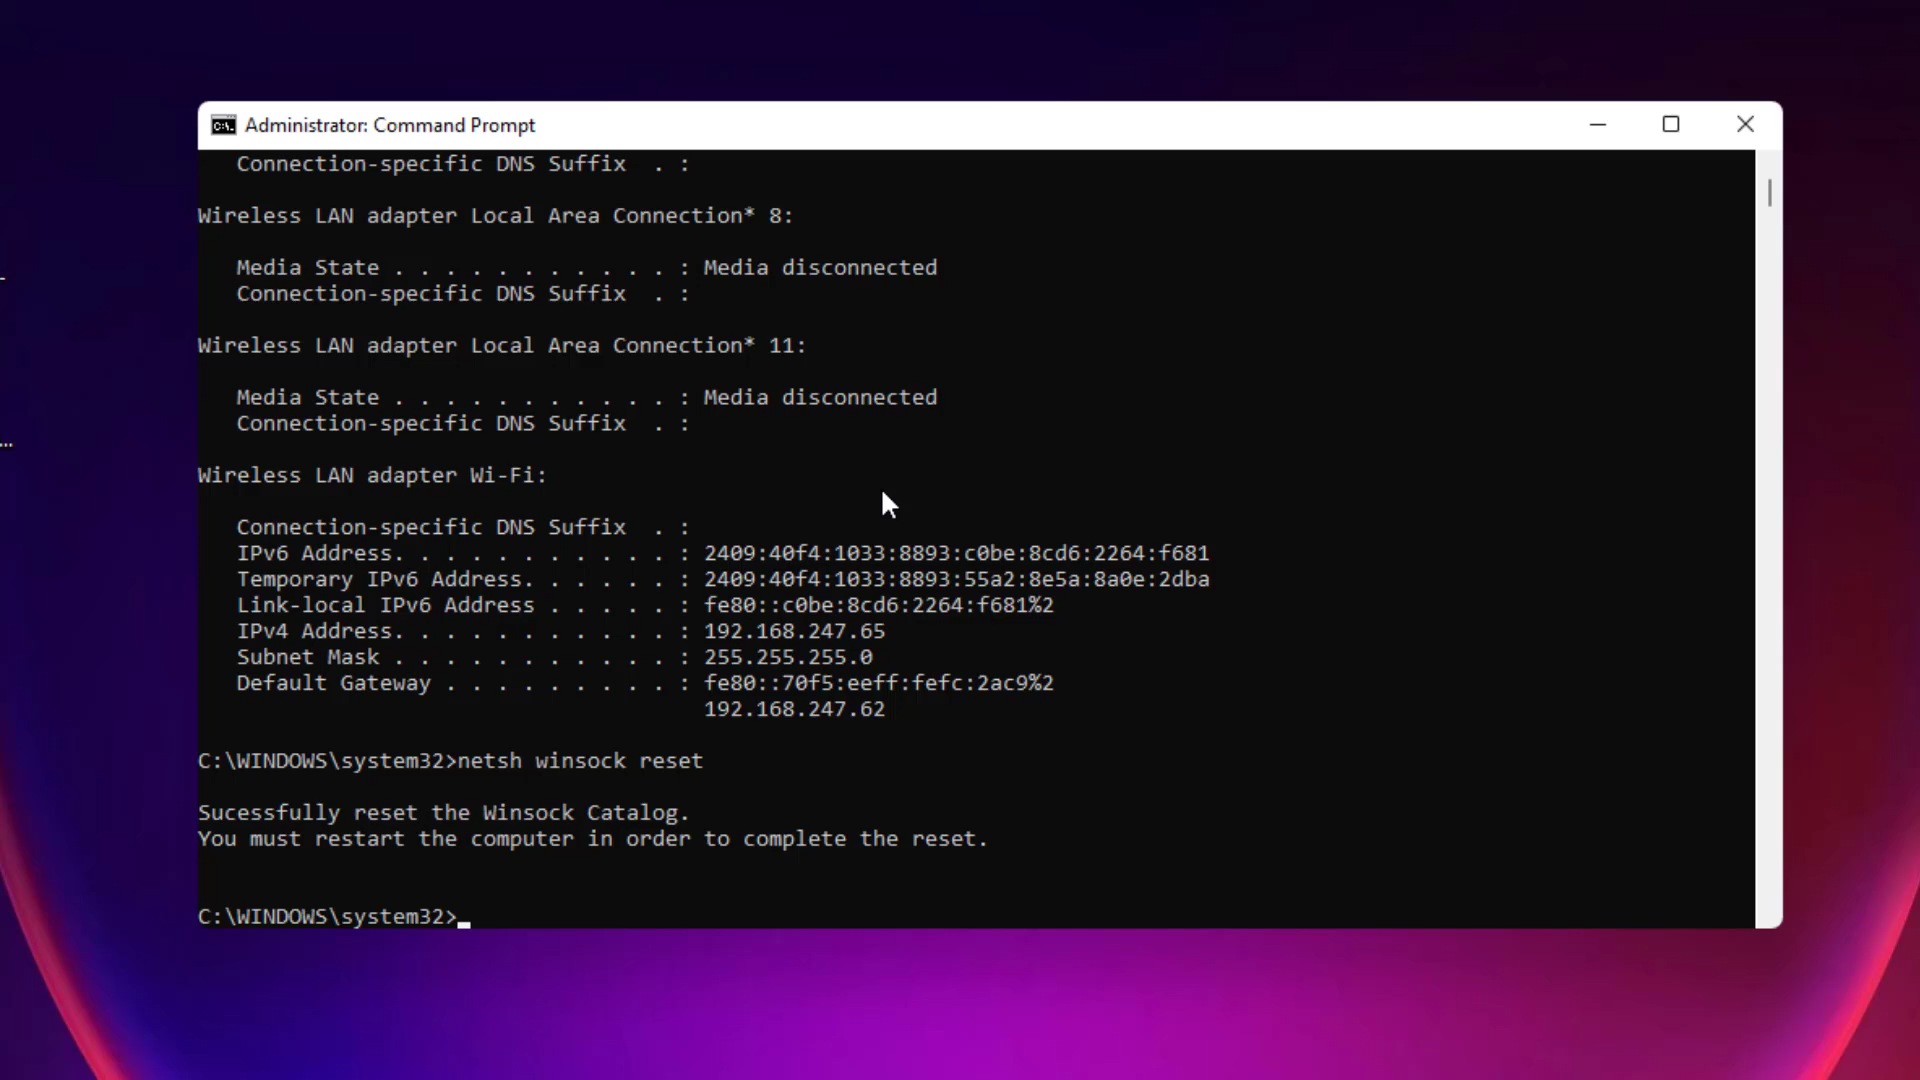 Administrator: Command Prompt
Connection-specific DNS Suffix  . :
Wireless LAN adapter Local Area Connection* 8:
Media State . . . . . . . . . . . : Media disconnected
Connection-specific DNS Suffix  . :
Wireless LAN adapter Local Area Connection* 11:
Media State . . . . . . . . . . . : Media disconnected
Connection-specific DNS Suffix  . :
Wireless LAN adapter Wi-Fi:
Connection-specific DNS Suffix  . :
IPv6 Address. . . . . . . . . . . : 2409:40f4:1033:8893:c0be:8cd6:2264:f681
Temporary IPv6 Address. . . . . . : 2409:40f4:1033:8893:55a2:8e5a:8a0e:2dba
Link-local IPv6 Address . . . . . : fe80::c0be:8cd6:2264:f681%2
IPv4 Address. . . . . . . . . . . : 192.168.247.65
Subnet Mask . . . . . . . . . . . : 255.255.255.0
Default Gateway . . . . . . . . . : fe80::70f5:eeff:fefc:2ac9%2
192.168.247.62
C:\WINDOWS\system32>netsh winsock reset
Sucessfully reset the Winsock Catalog.
You must restart the computer in order to complete the reset.
C:\WINDOWS\system32>